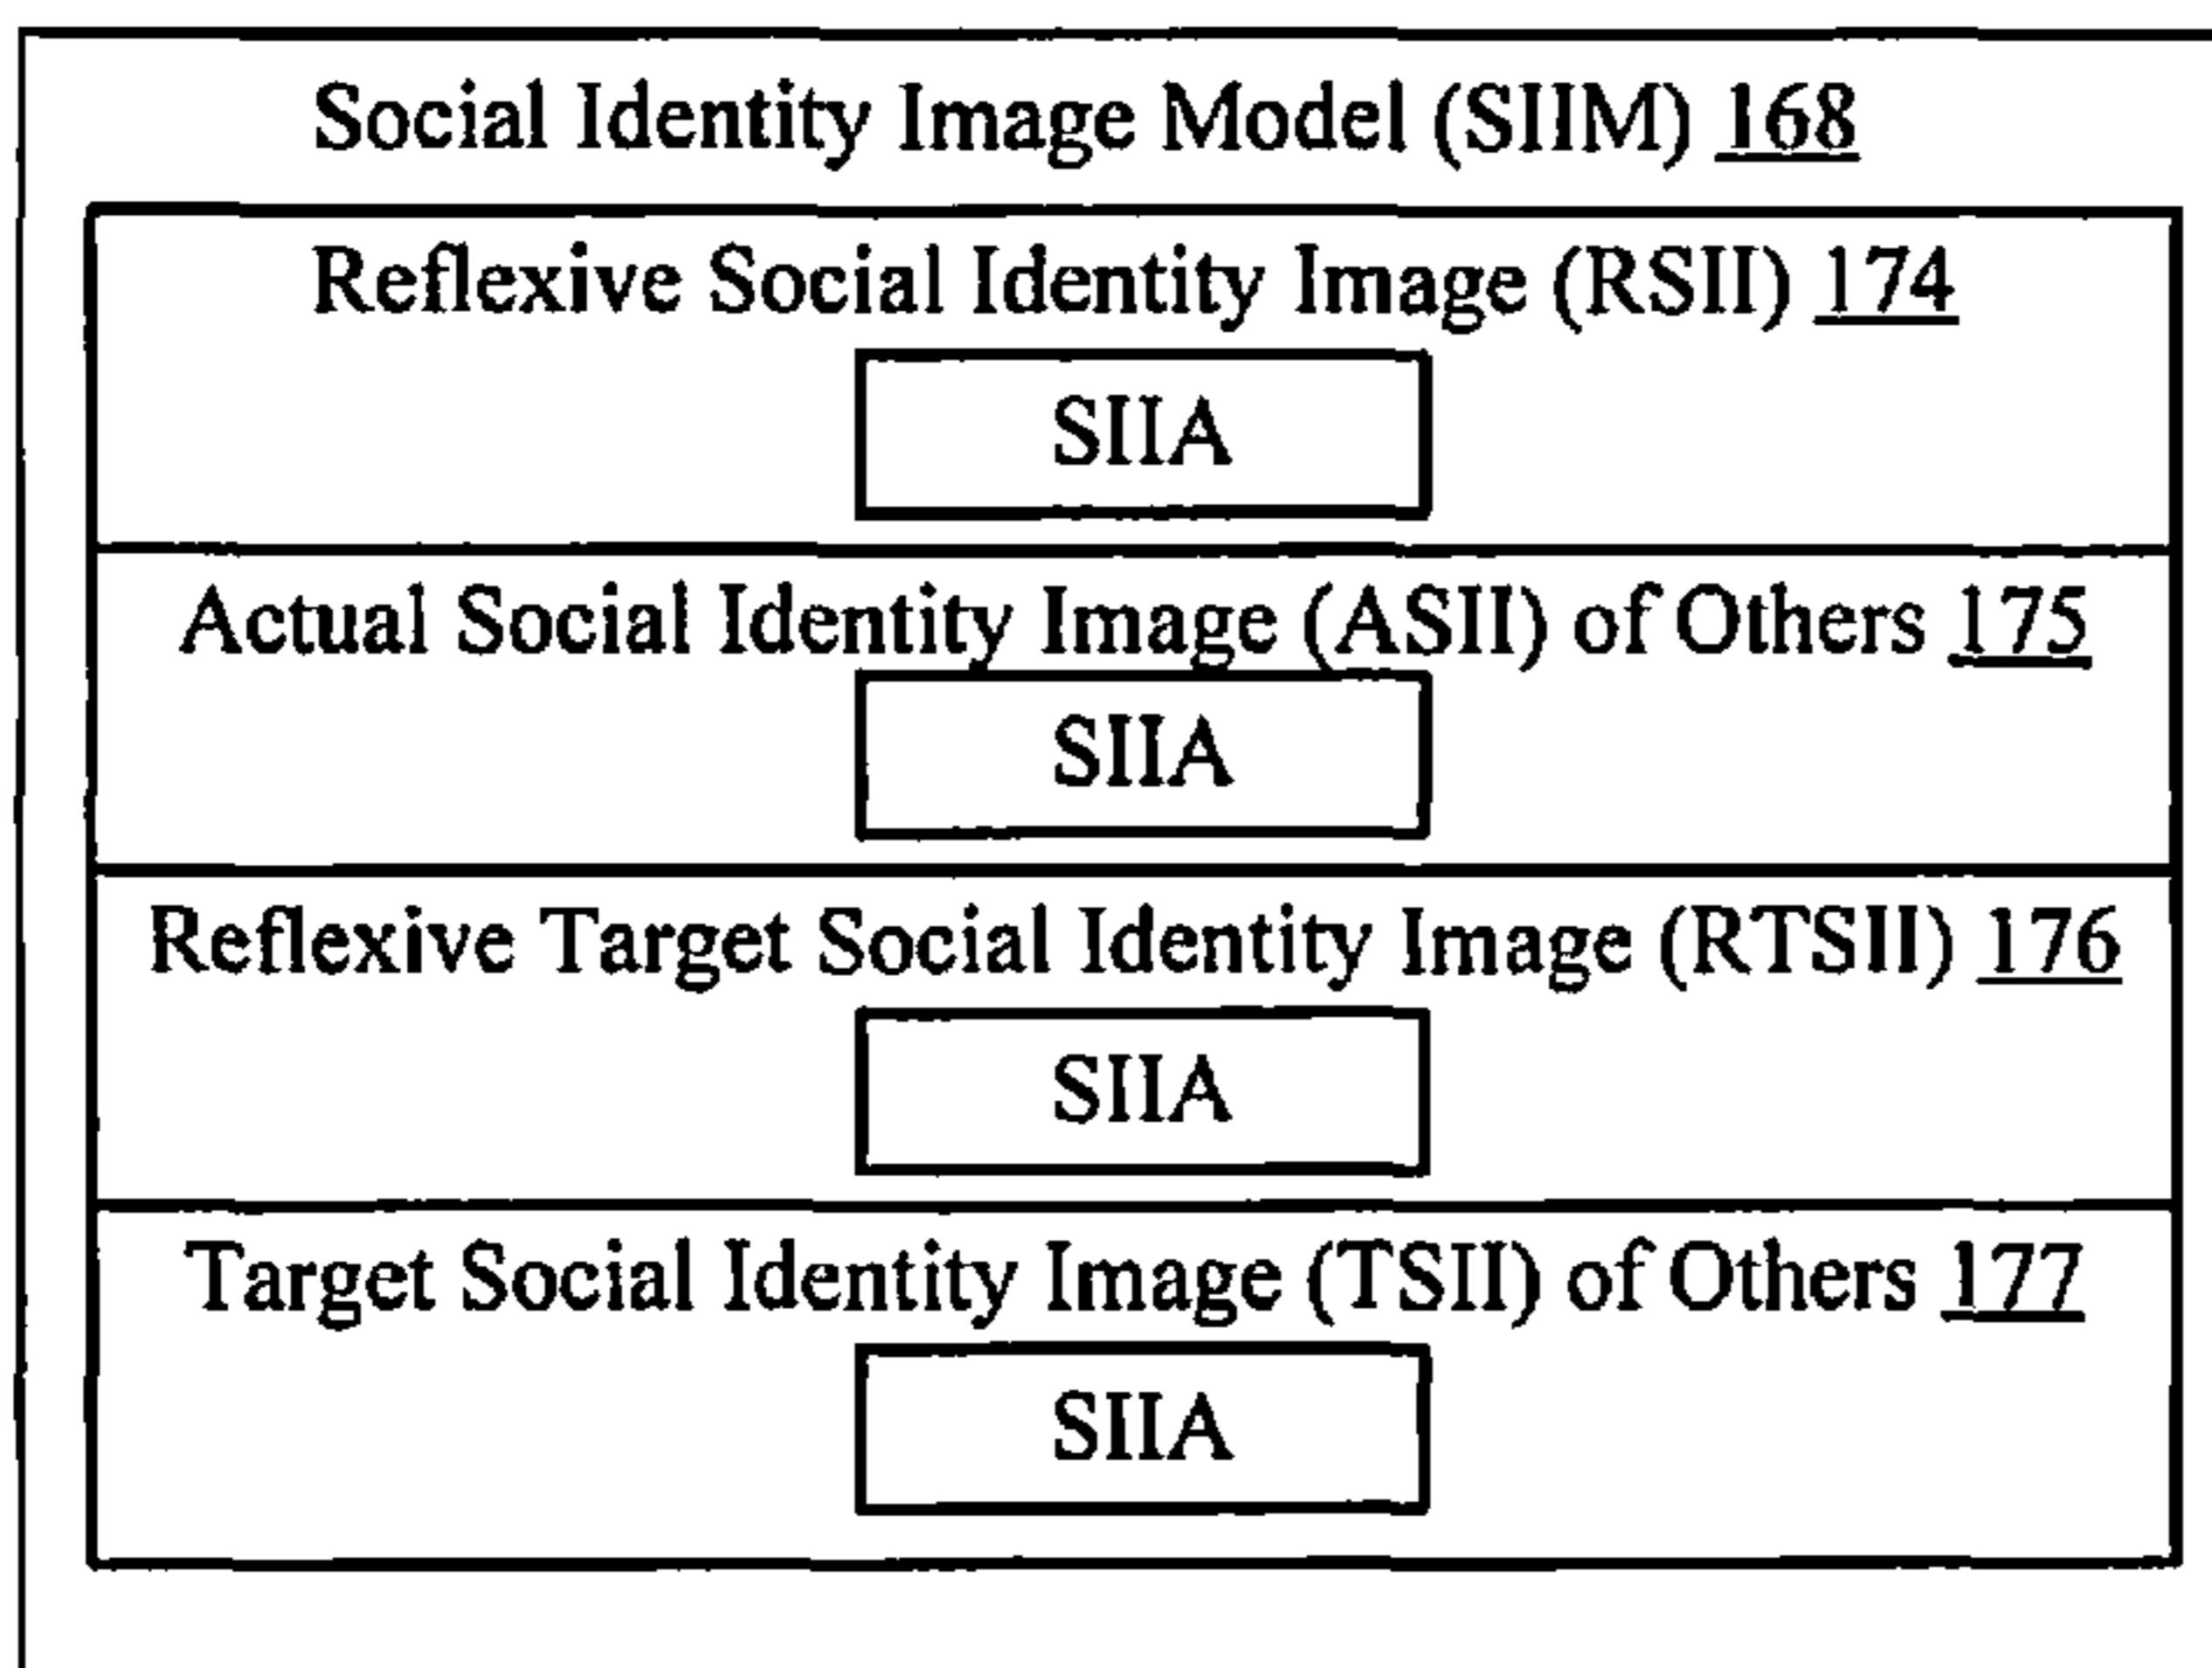 Social Identity Image Model (SIIM) 168
Reflexive Social Identity Image (RSII) 174
SIIA
Actual Social Identity Image (ASII) of Others 175
SIIA
Reflexive Target Social Identity Image (RTSII) 176
SIIA
Target Social Identity Image (TSII) of Others 177
SIIA